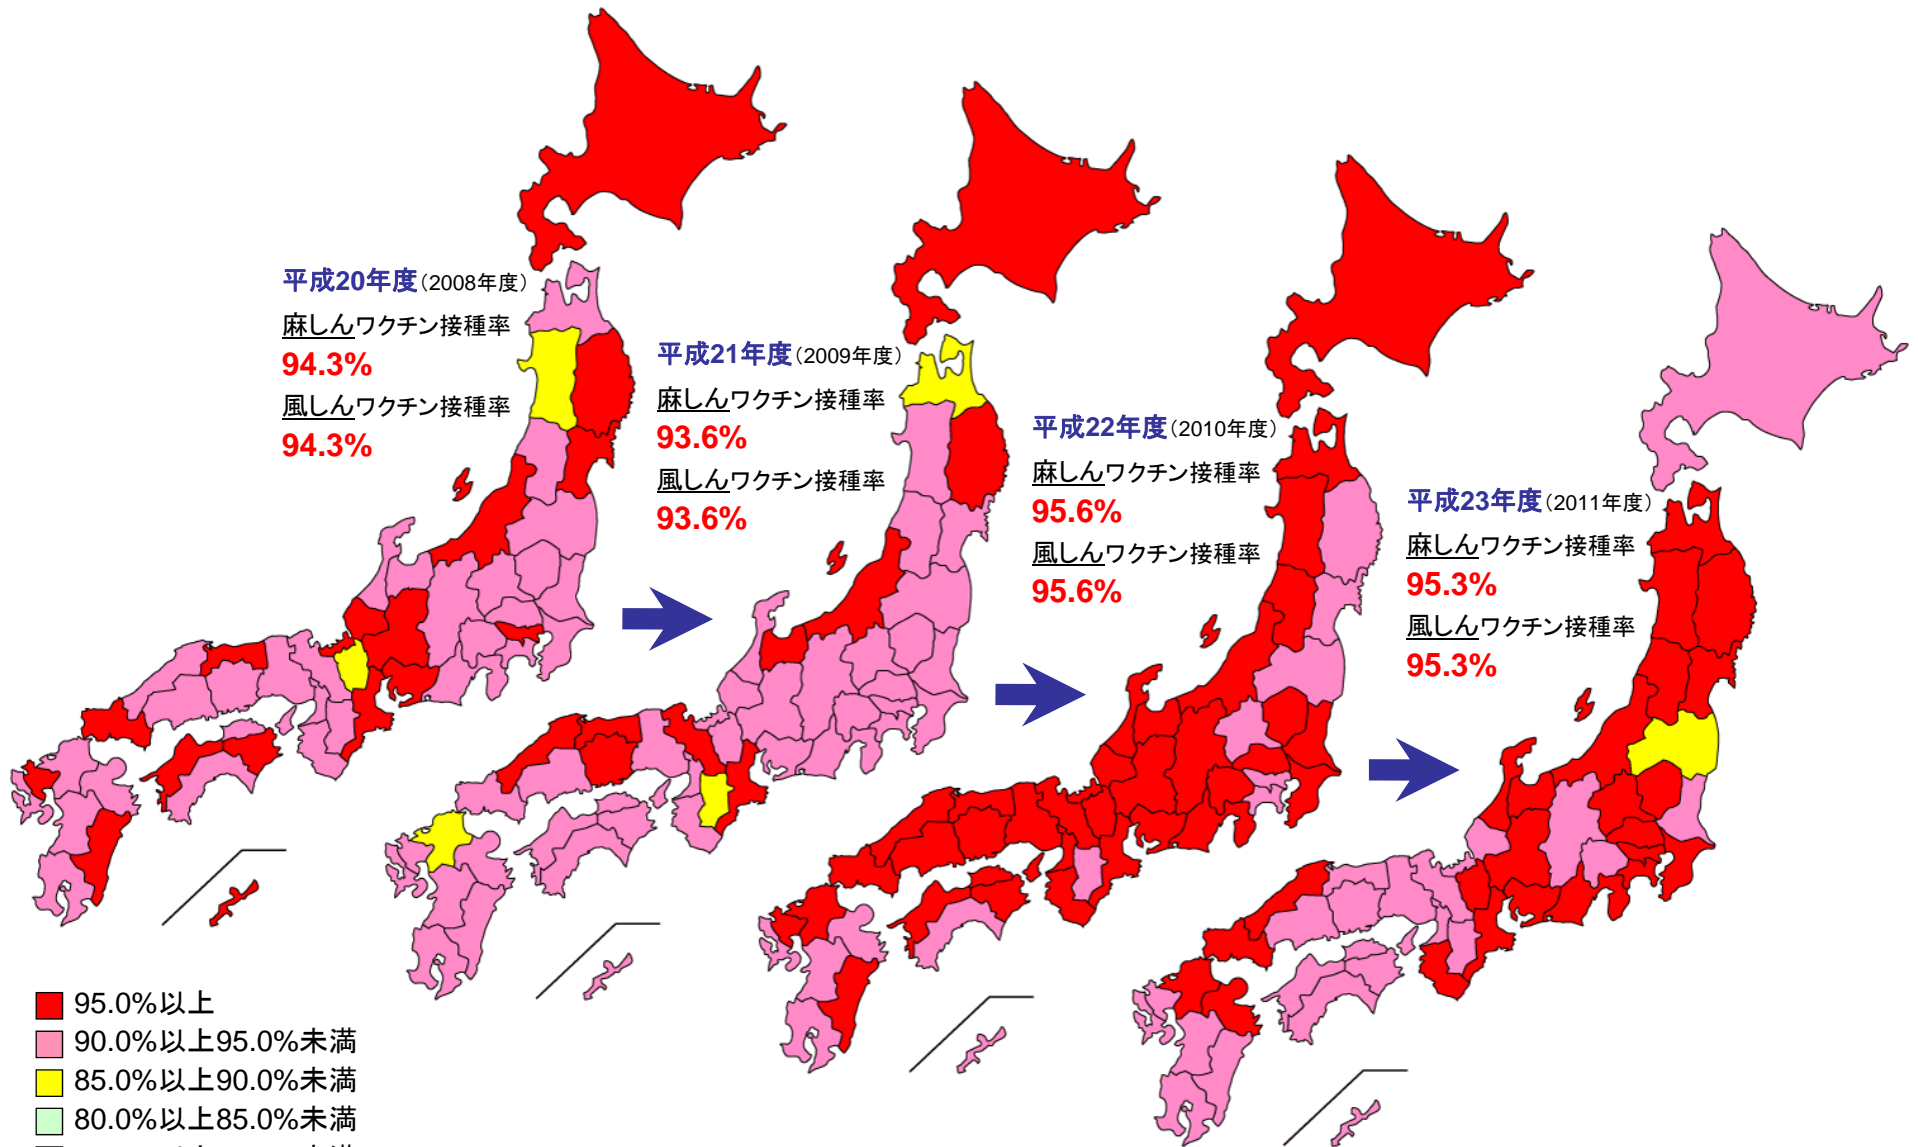 平成20年度(2008年度)
麻しんワクチン接種率
94.3%
風しんワクチン接種率
94.3%
平成21年度(2009年度)
麻しんワクチン接種率
93.6%
風しんワクチン接種率
93.6%
平成22年度(2010年度)
麻しんワクチン接種率
95.6%
風しんワクチン接種率
95.6%
平成23年度(2011年度)
麻しんワクチン接種率
95.3%
風しんワクチン接種率
95.3%
95.0%以上
90.0%以上95.0%未満
85.0%以上90.0%未満
80.0%以上85.0%未満